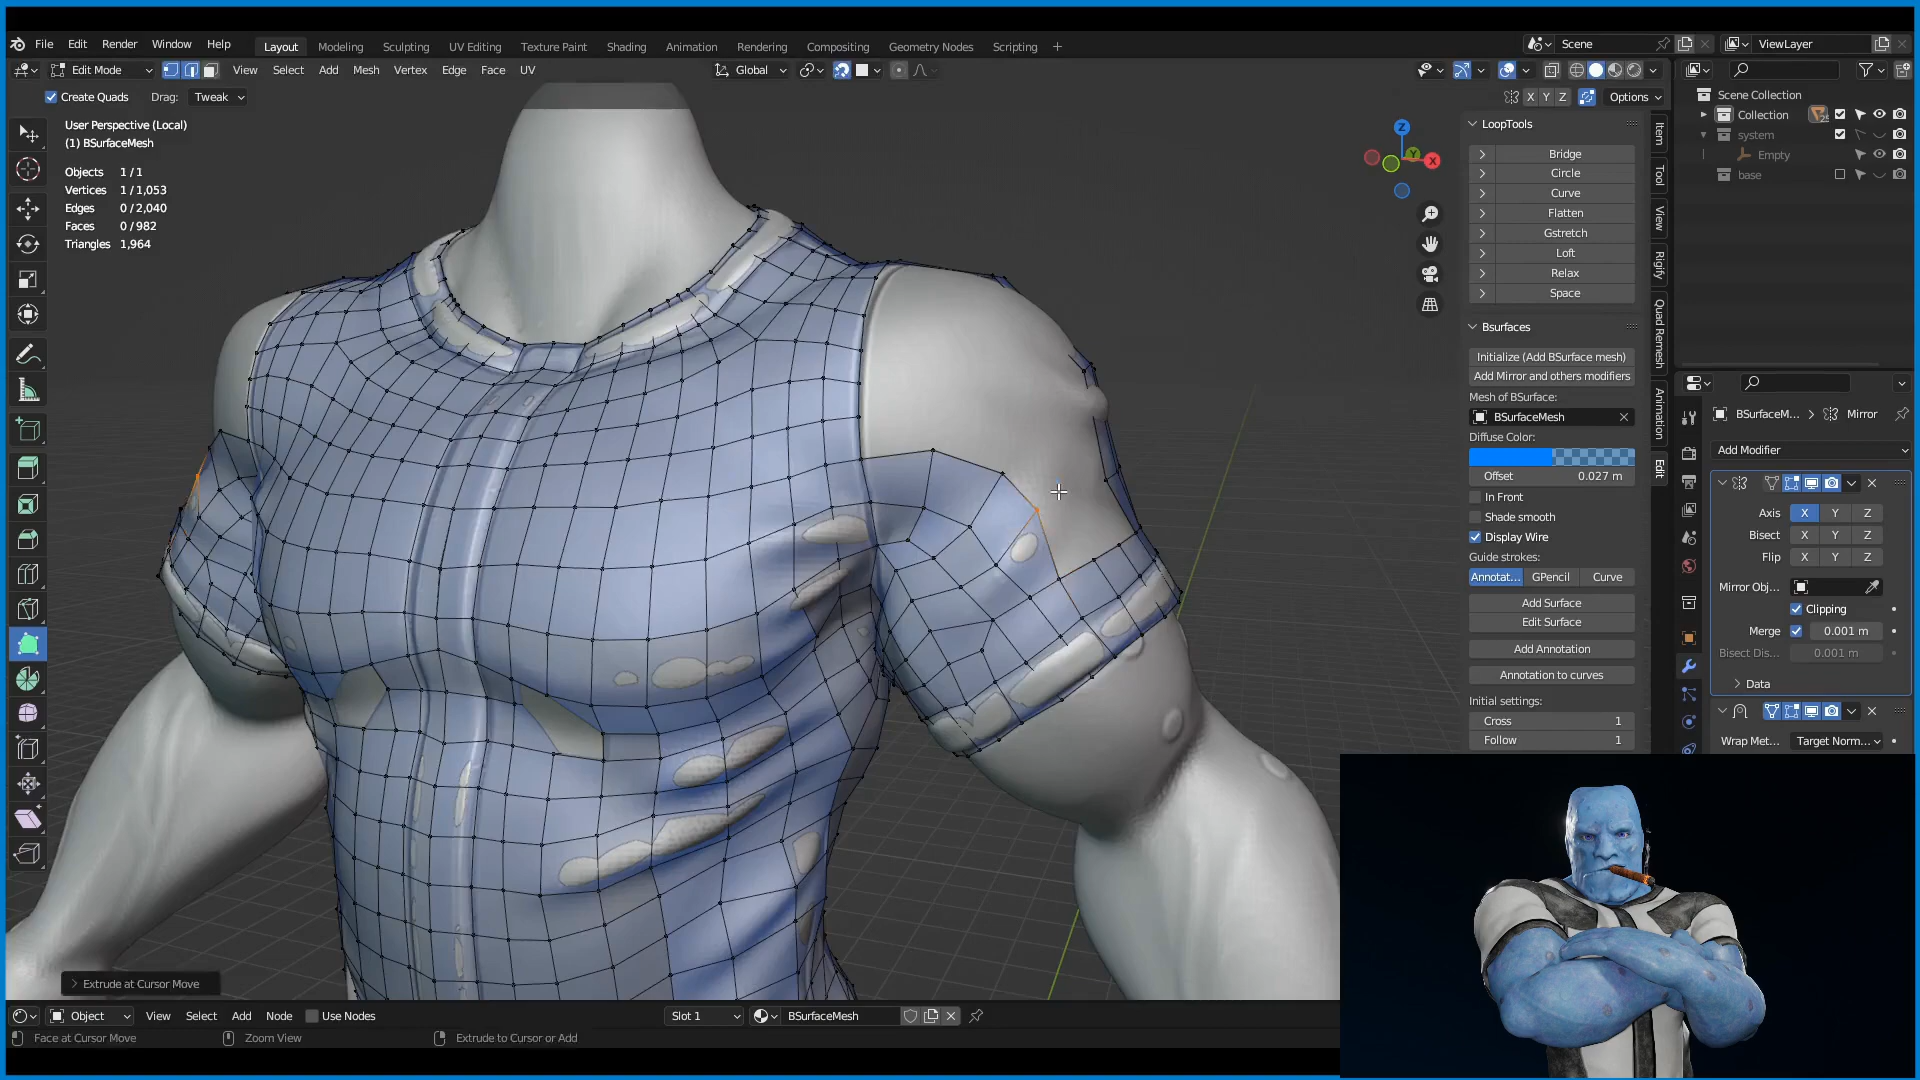 File Edit Render Window Help Layout Modeling Sculpting UV Editing Texture Paint Shading Animation Rendering Compositing Geometry Nodes Scripting + Scene ViewLayer
Edit Mode View Select Add Mesh Vertex Edge Face UV Global
Create Quads Drag: Tweak X Y Z Options
User Perspective (Local)
(1) BSurfaceMesh
Objects 1/1
Vertices 1/1,053
Edges 0/2,040
Faces 0/982
Triangles 1,964
Z
Y
X
LoopTools
Bridge
Circle
Curve
Flatten
Gstretch
Loft
Relax
Space
Bsurfaces
Initialize (Add BSurface mesh)
Add Mirror and others modifiers
Mesh of BSurface:
BSurfaceMesh
Diffuse Color:
Offset 0.027 m
In Front
Shade smooth
Display Wire
Guide strokes:
Annotat... GPencil Curve
Add Surface
Edit Surface
Add Annotation
Annotation to curves
Initial settings:
Cross 1
Follow 1
Item
Tool
View
Rigify
Quad Remesh
Animation
Edit
Scene Collection
Collection
system
Empty
base
BSurfaceM... Mirror
Add Modifier
Axis X Y Z
Bisect X Y Z
Flip X Y Z
Mirror Obj...
Clipping
Merge 0.001 m
Bisect Dis... 0.001 m
Data
Wrap Met... Target Norm...
Extrude at Cursor Move
Object View Select Add Node Use Nodes Slot 1 BSurfaceMesh
Face at Cursor Move Zoom View Extrude to Cursor or Add